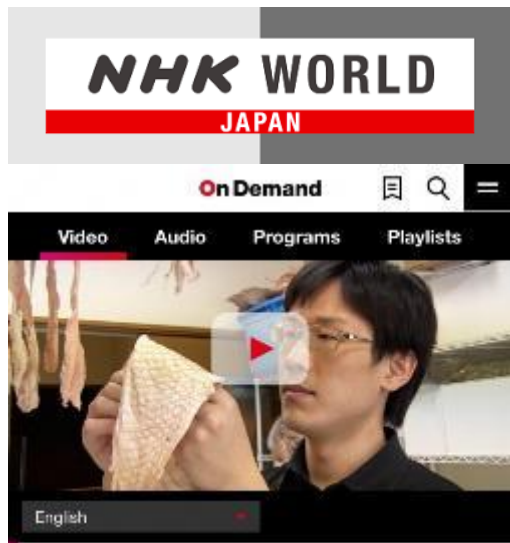 NHK WORLD
JAPAN
On Demand
Video Audio Programs Playlists
English